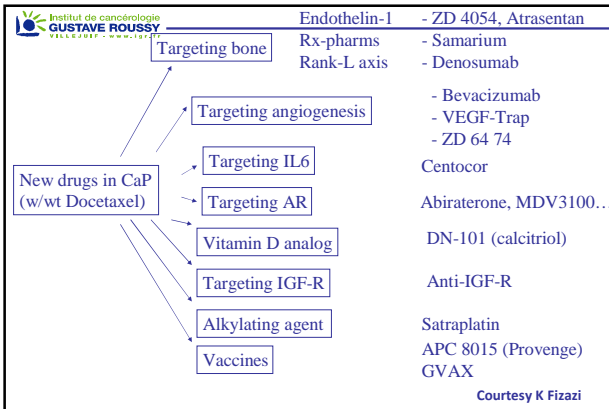 Institut de cancérologie
GUSTAVE ROUSSY
VILLEJUIF - www.igr.fr
Endothelin-1 - ZD 4054, Atrasentan
Targeting bone
Rx-pharms - Samarium
Rank-L axis - Denosumab
Targeting angiogenesis
- Bevacizumab
- VEGF-Trap
- ZD 64 74
Targeting IL6 Centocor
New drugs in CaP
(w/wt Docetaxel)
Targeting AR Abiraterone, MDV3100…
Vitamin D analog DN-101 (calcitriol)
Targeting IGF-R Anti-IGF-R
Alkylating agent Satraplatin
Vaccines APC 8015 (Provenge)
GVAX
Courtesy K Fizazi